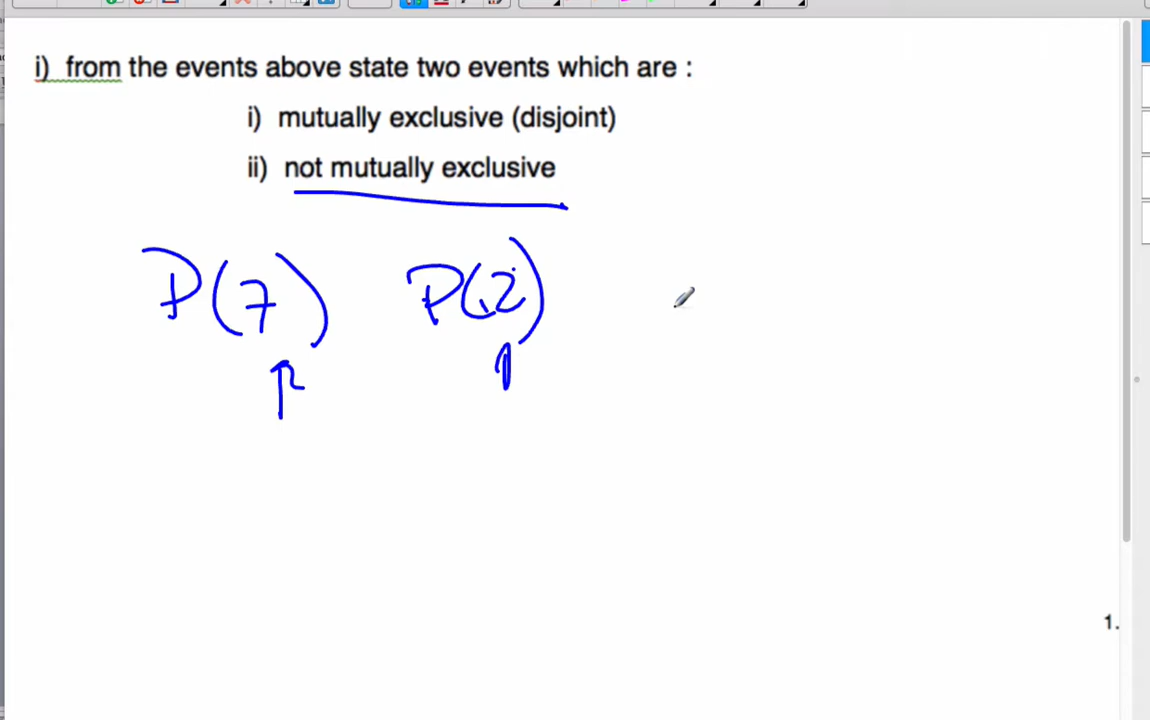 i) from the events above state two events which are :
i) mutually exclusive (disjoint)
ii) not mutually exclusive
P(7) P(2)
1.